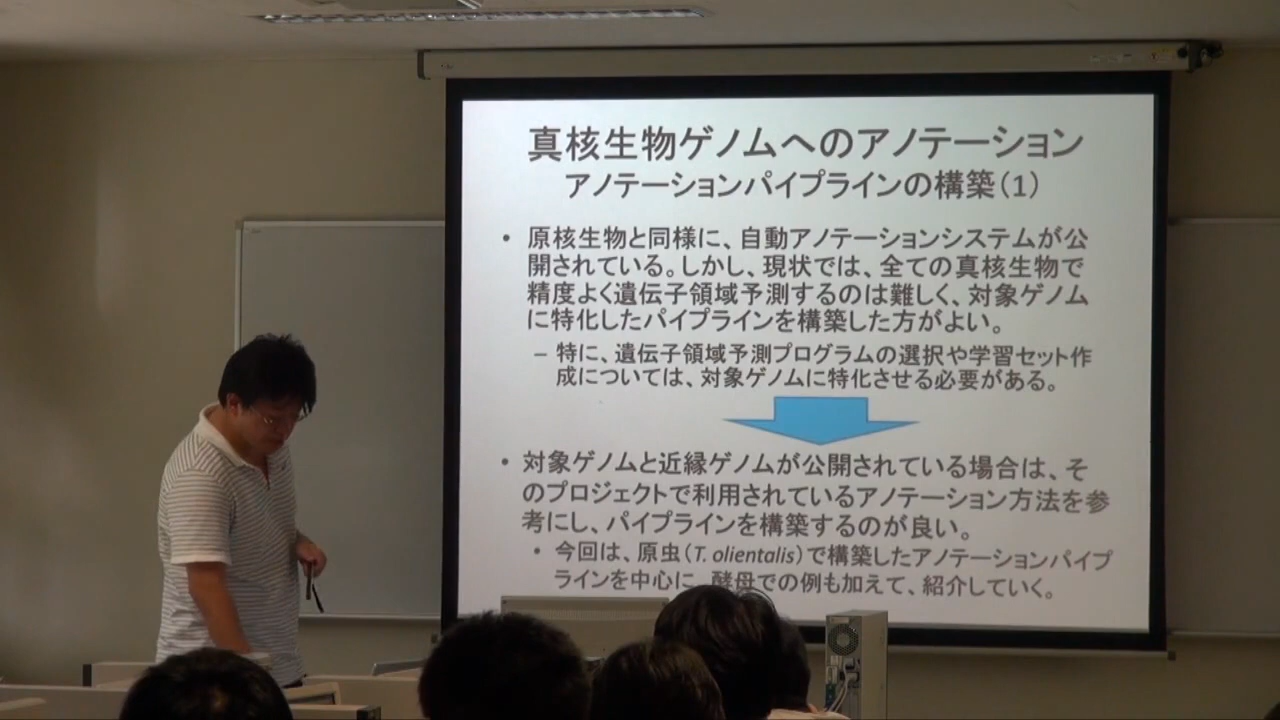 真核生物ゲノムへのアノテーション
アノテーションパイプラインの構築（1）
• 原核生物と同様に、自動アノテーションシステムが公
開されている。しかし、現状では、全ての真核生物で
精度よく遺伝子領域予測するのは難しく、対象ゲノム
に特化したパイプラインを構築した方がよい。
– 特に、遺伝子領域予測プログラムの選択や学習セット作
成については、対象ゲノムに特化させる必要がある。
• 対象ゲノムと近縁ゲノムが公開されている場合は、そ
のプロジェクトで利用されているアノテーション方法を参
考にし、パイプラインを構築するのが良い。
• 今回は、原虫（T. olientalis）で構築したアノテーションパイプ
ラインを中心に、酵母での例も加えて、紹介していく。